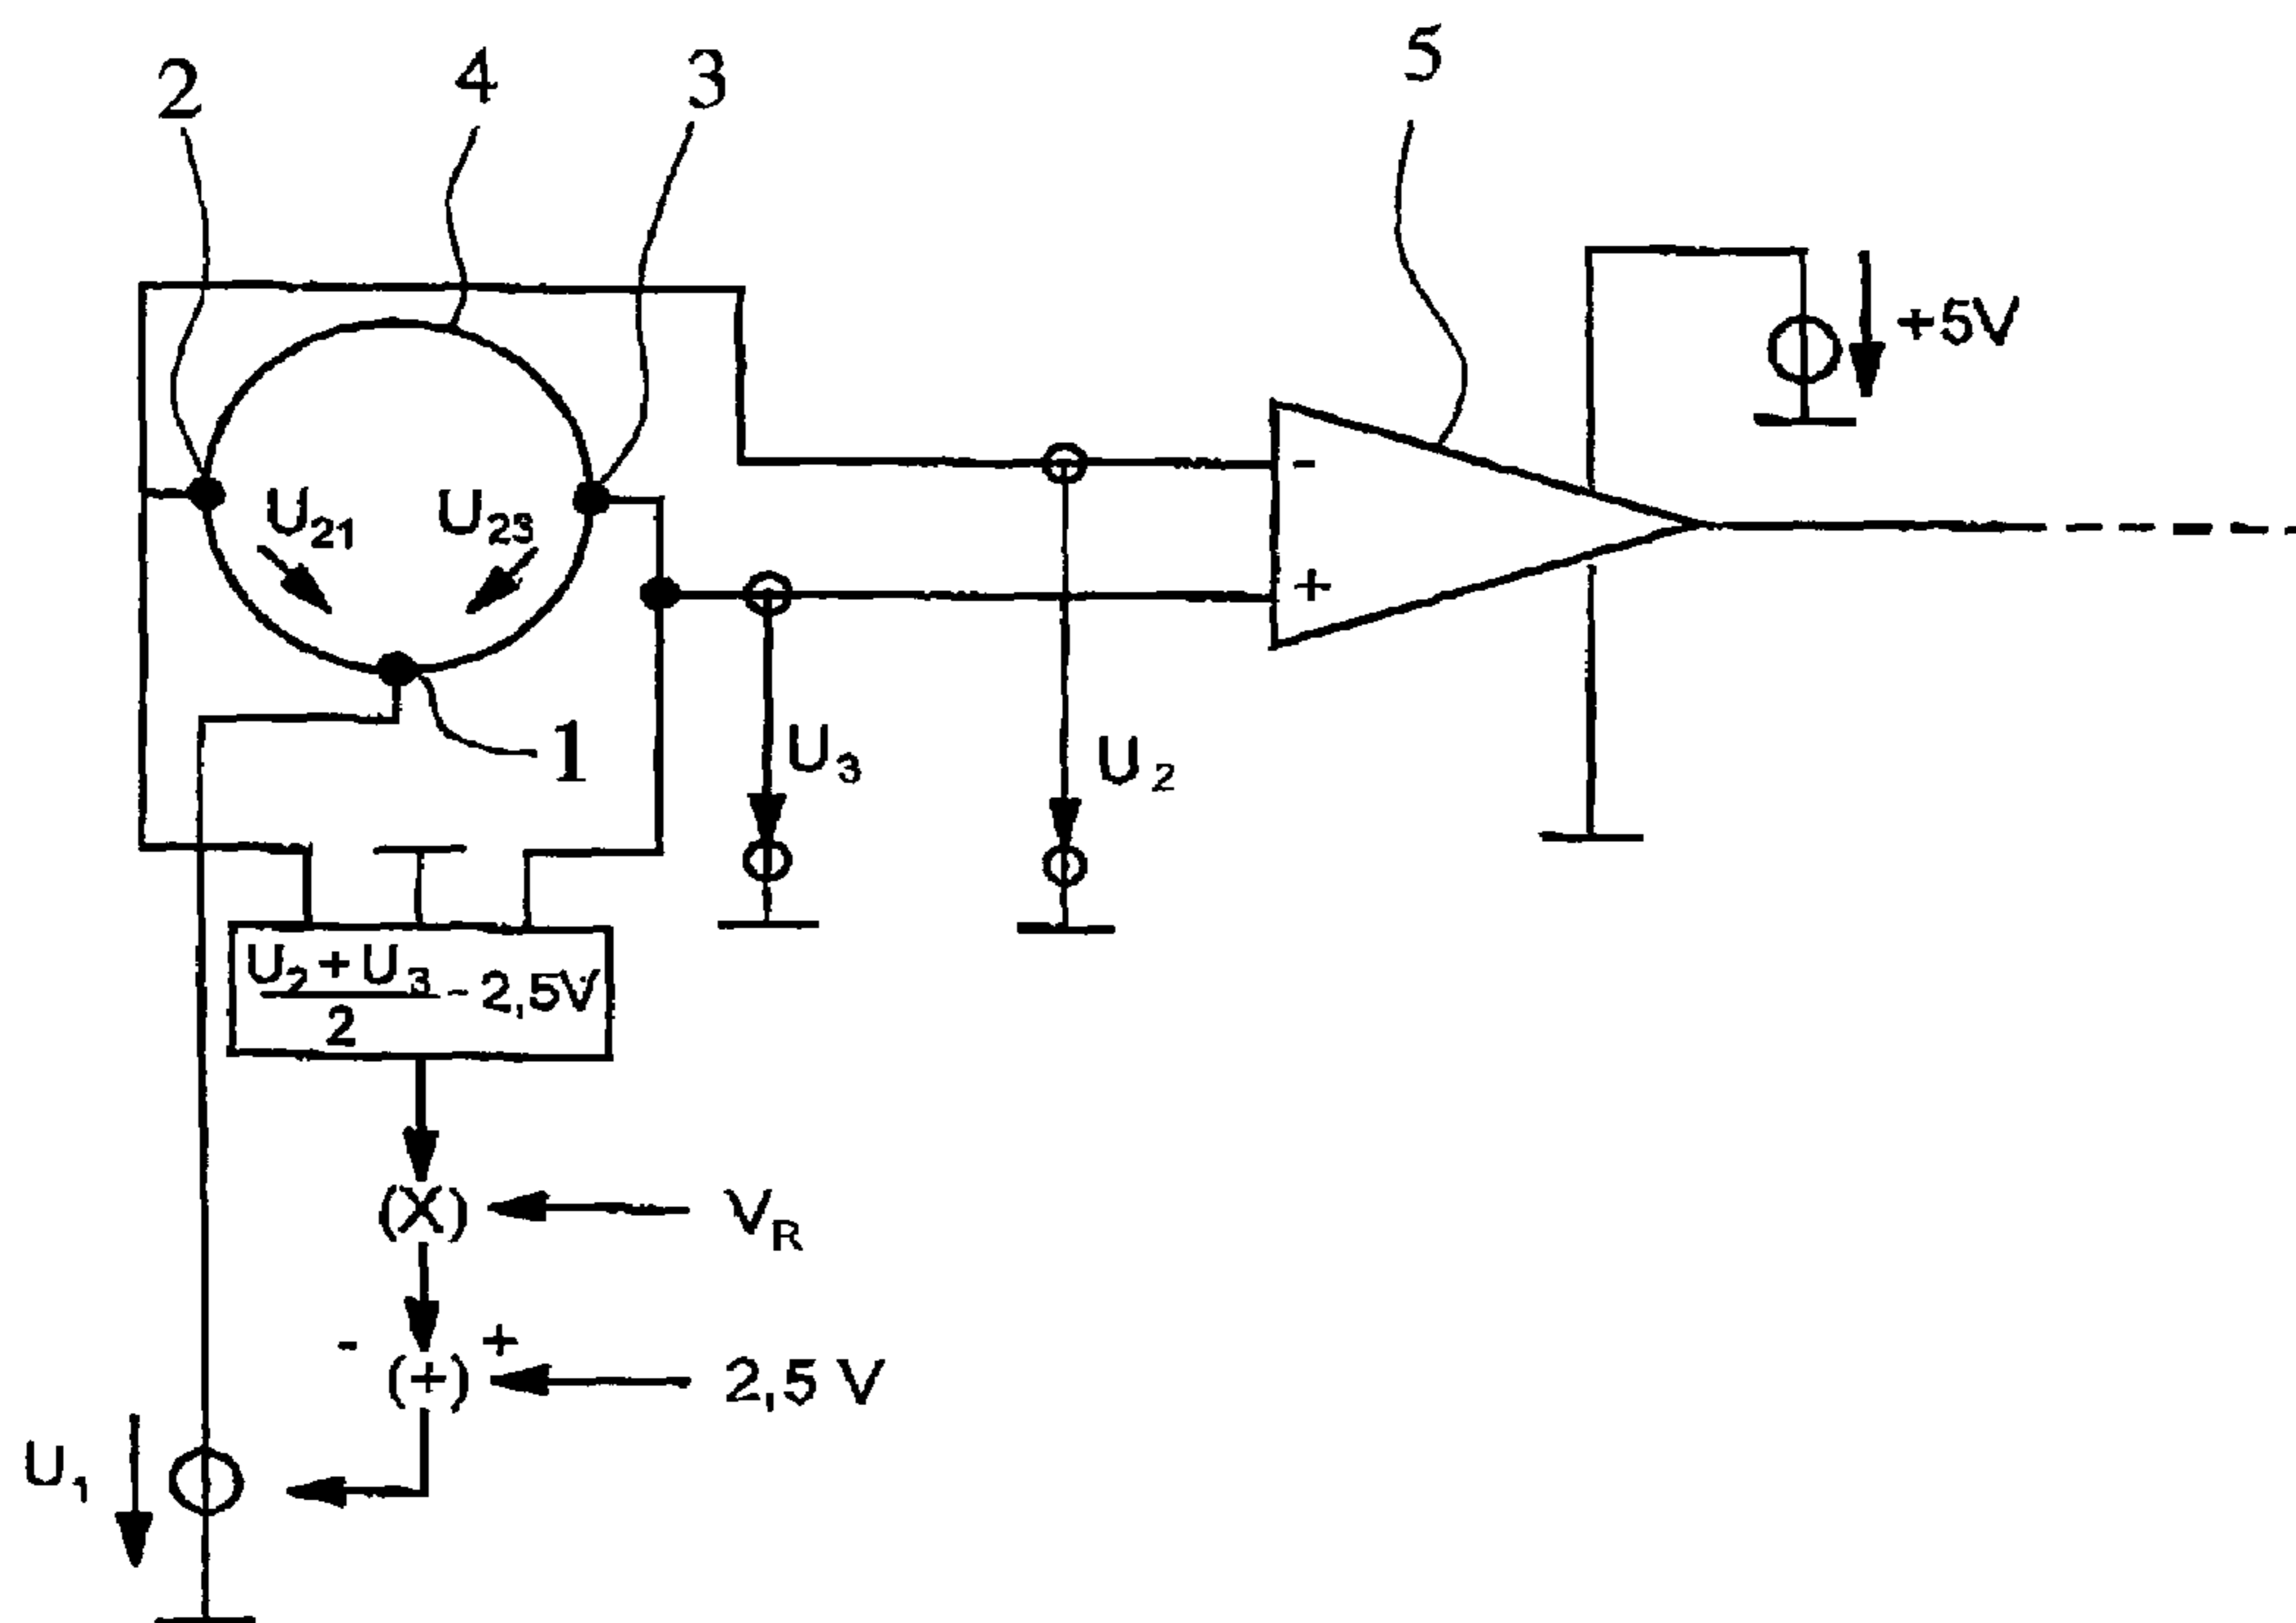 2 4 3 5
+5V
U21 U23
-
+
1
U3 U2
U2 + U3
2
- 2,5V
(X) VR
- +
(+) 2,5 V
U1